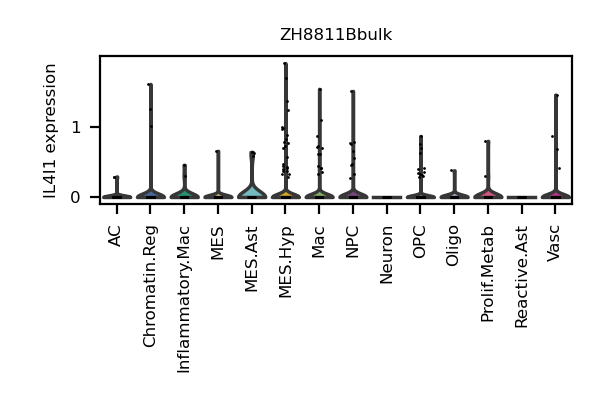 ZH8811Bbulk
IL4I1 expression
1
0
AC
Chromatin.Reg
Inflammatory.Mac
MES
MES.Ast
MES.Hyp
Mac
NPC
Neuron
OPC
Oligo
Prolif.Metab
Reactive.Ast
Vasc